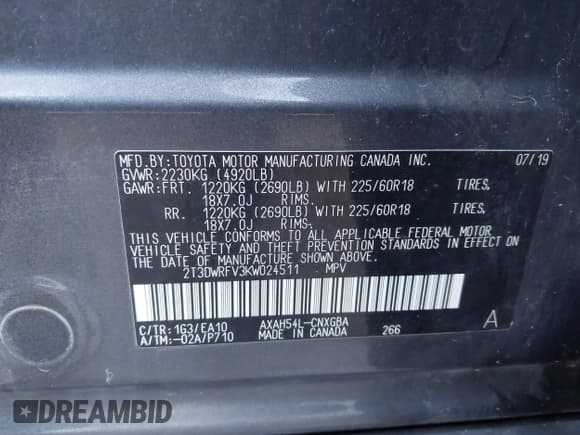 MFD.BY:TOYOTA MOTOR MANUFACTURING CANADA INC. 07/19
GVWR:2230KG (4920LB)
GAWR:FRT. 1220KG (2690LB) WITH 225/60R18 TIRES,
18X7.0J RIMS.
RR. 1220KG (2690LB) WITH 225/60R18 TIRES,
18X7.0J RIMS.
THIS VEHICLE CONFORMS TO ALL APPLICABLE FEDERAL MOTOR
VEHICLE SAFETY AND THEFT PREVENTION STANDARDS IN EFFECT
ON THE DATE OF MANUFACTURE SHOWN ABOVE.
2T3DWRFV3KW024511 MPV
C/TR:1G3/EA10 AXAH54L-CNXGBA A
A/TM:-02A/P710 MADE IN CANADA 266
DREAMBID